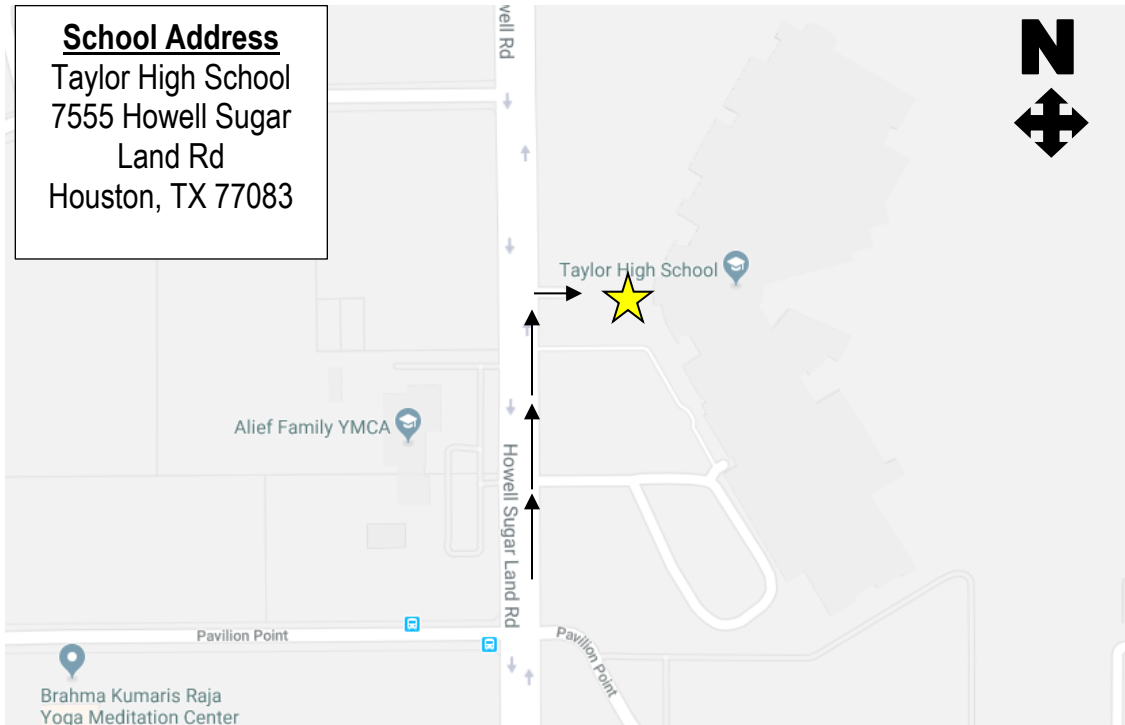 School Address
Taylor High School
7555 Howell Sugar
Land Rd
Houston, TX 77083
well Rd
N
Taylor High School
Alief Family YMCA
Howell Sugar Land Rd
Pavilion Point
Pavilion Point
Brahma Kumaris Raja
Yoga Meditation Center